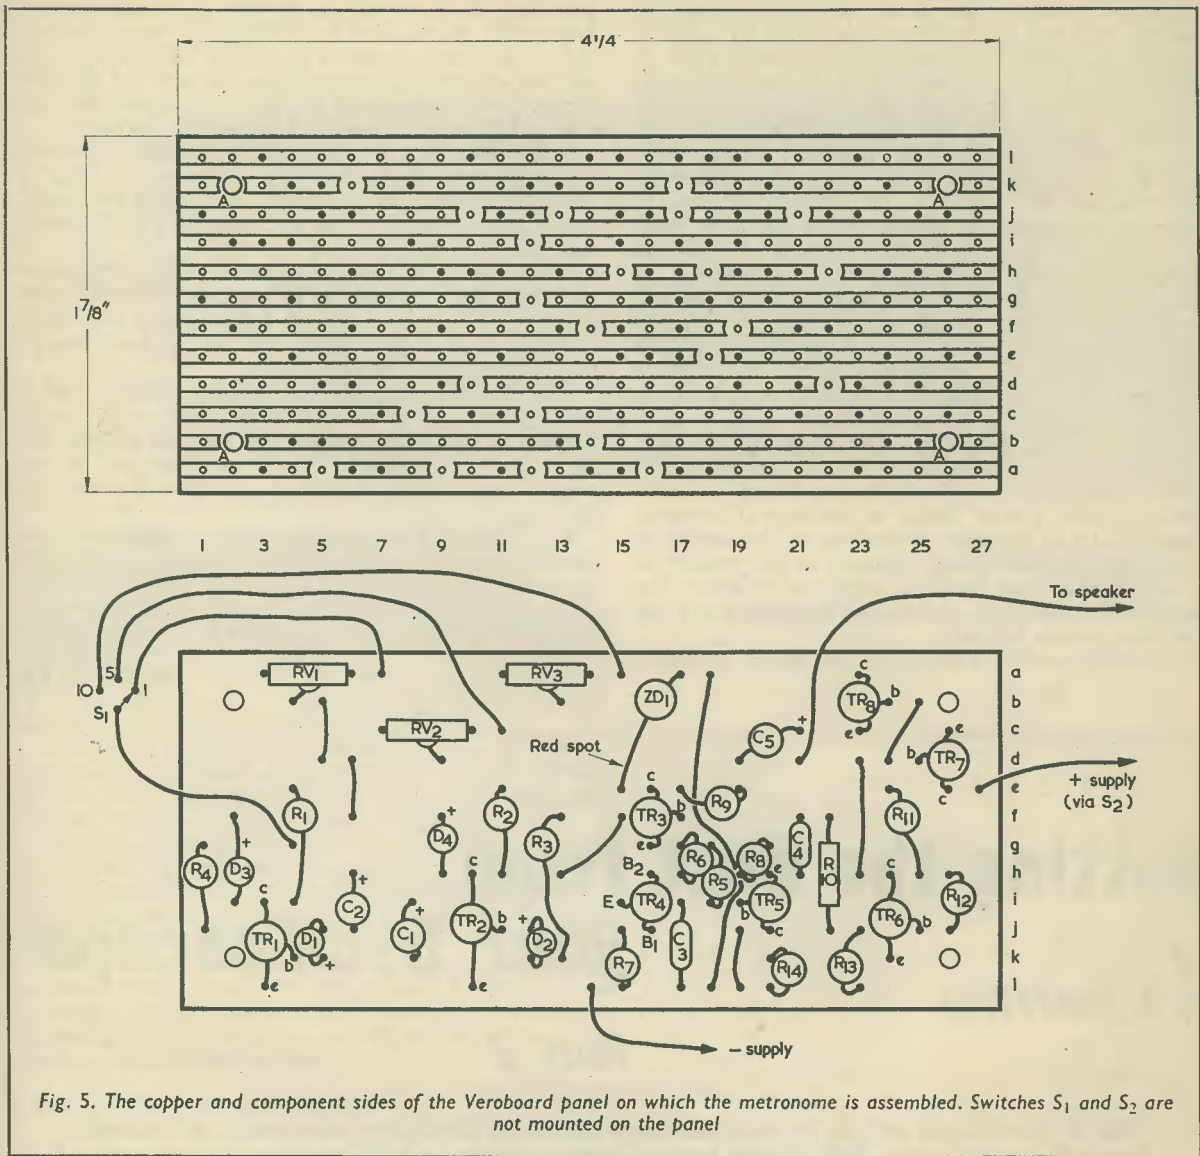 4¼
1⅞"
l
k
A A
j
i
h
g
f
e
d
c
b
A A
a
1 3 5 7 9 11 13 15 17 19 21 23 25 27
To speaker
10 5 1
S1
RV1 RV3 ZD1 c TR8 b e a
b
RV2 C5 + e c
Red spot b TR7 c d
+ supply
(via S2)
c e
R1 + D4 R2 TR3 b R9 R11 f
R3 e C4 g
R4 + D3 B2 R6 R8 R10 c h
c + c R5 e
C2 E TR4 b TR5 R12 i
TR1 D1 + C1 TR2 b + D2 B1 C3 c TR6 b j
b + R7 R14 R13 e k
e e l
− supply
Fig. 5. The copper and component sides of the Veroboard panel on which the metronome is assembled. Switches S1 and S2 are
not mounted on the panel